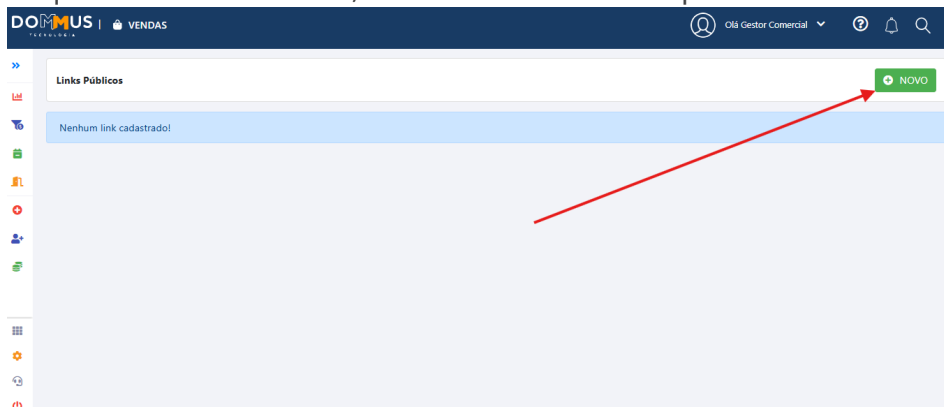 DOMMUS | VENDAS
TECNOLOGIA
Olá Gestor Comercial
Links Públicos
NOVO
Nenhum link cadastrado!